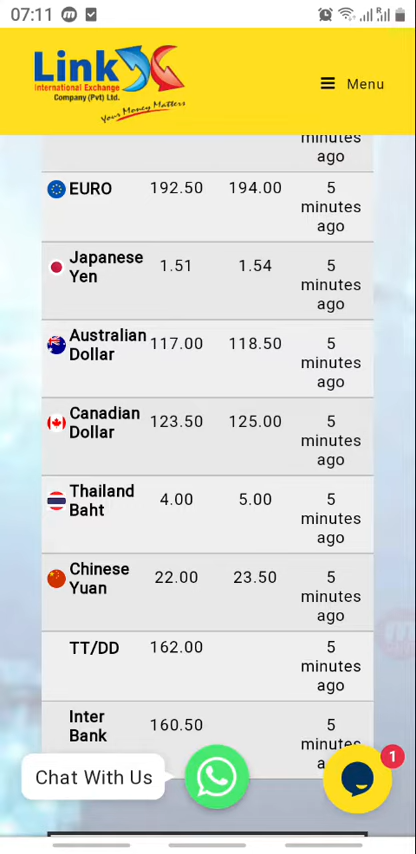 07:11
Link
International Exchange
Company (Pvt) Ltd.
Your Money Matters
Menu
minutes
ago
EURO 192.50 194.00 5
minutes
ago
Japanese 1.51 1.54 5
Yen minutes
ago
Australian 117.00 118.50 5
Dollar minutes
ago
Canadian 123.50 125.00 5
Dollar minutes
ago
Thailand 4.00 5.00 5
Baht minutes
ago
Chinese 22.00 23.50 5
Yuan minutes
ago
TT/DD 162.00 5
minutes
ago
Inter 160.50 5
Bank minutes
a
Chat With Us
1